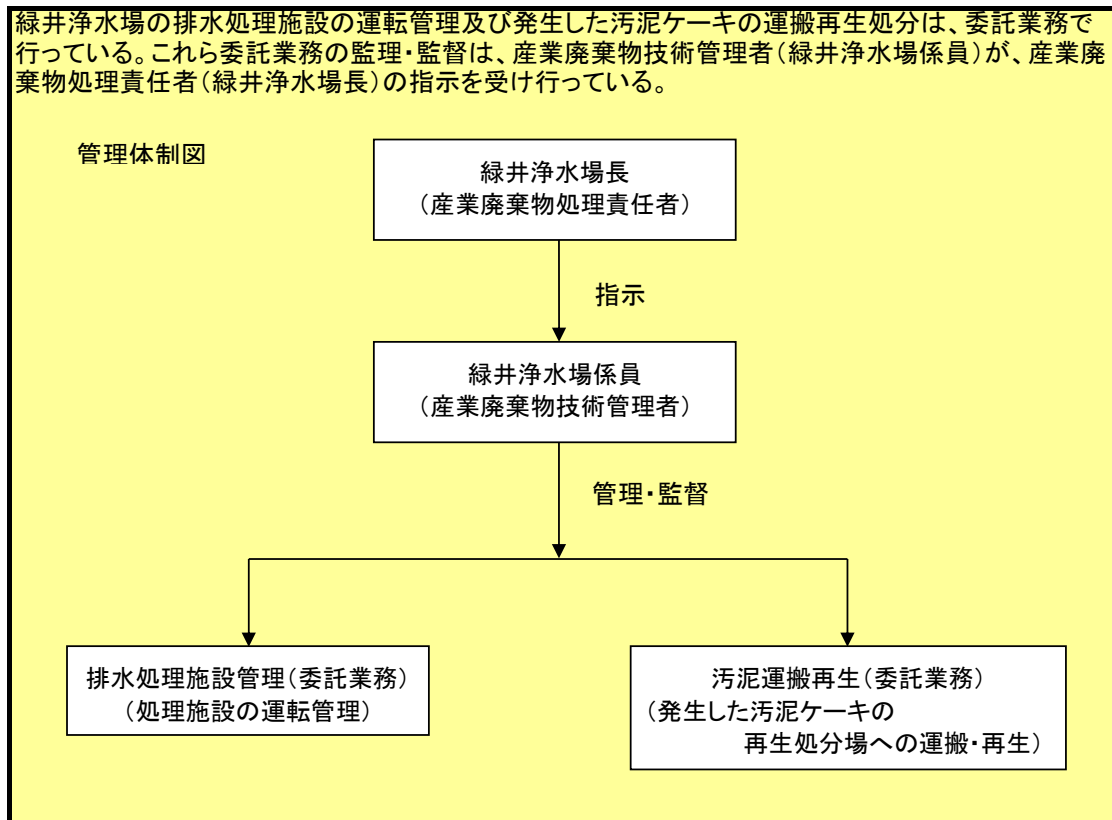 緑井浄水場の排水処理施設の運転管理及び発生した汚泥ケーキの運搬再生処分は、委託業務で
行っている。これら委託業務の監理・監督は、産業廃棄物技術管理者（緑井浄水場係員）が、産業廃
棄物処理責任者（緑井浄水場長）の指示を受け行っている。
管理体制図
緑井浄水場長
（産業廃棄物処理責任者）
指示
緑井浄水場係員
（産業廃棄物技術管理者）
管理・監督
排水処理施設管理（委託業務）
（処理施設の運転管理）
汚泥運搬再生（委託業務）
（発生した汚泥ケーキの
再生処分場への運搬・再生）